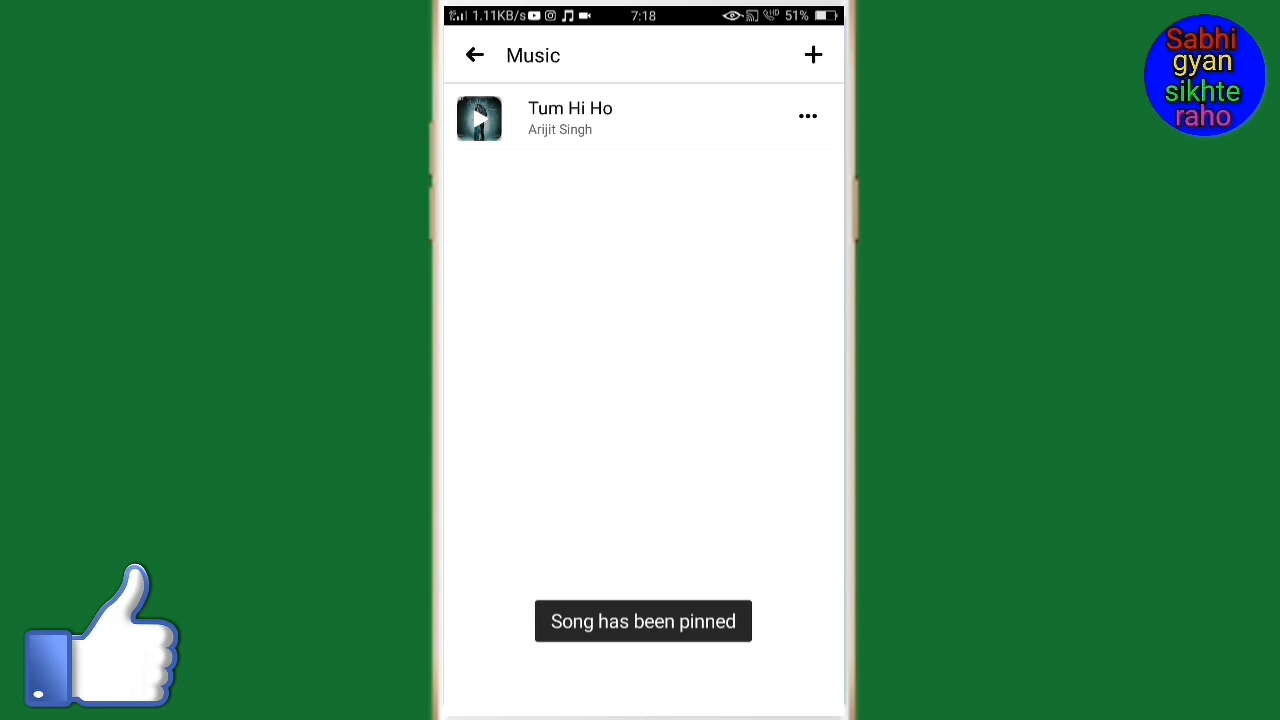 1.11KB/s 7:18 51%
Music
Tum Hi Ho
Arijit Singh
Song has been pinned
Sabhi
gyan
sikhte
raho